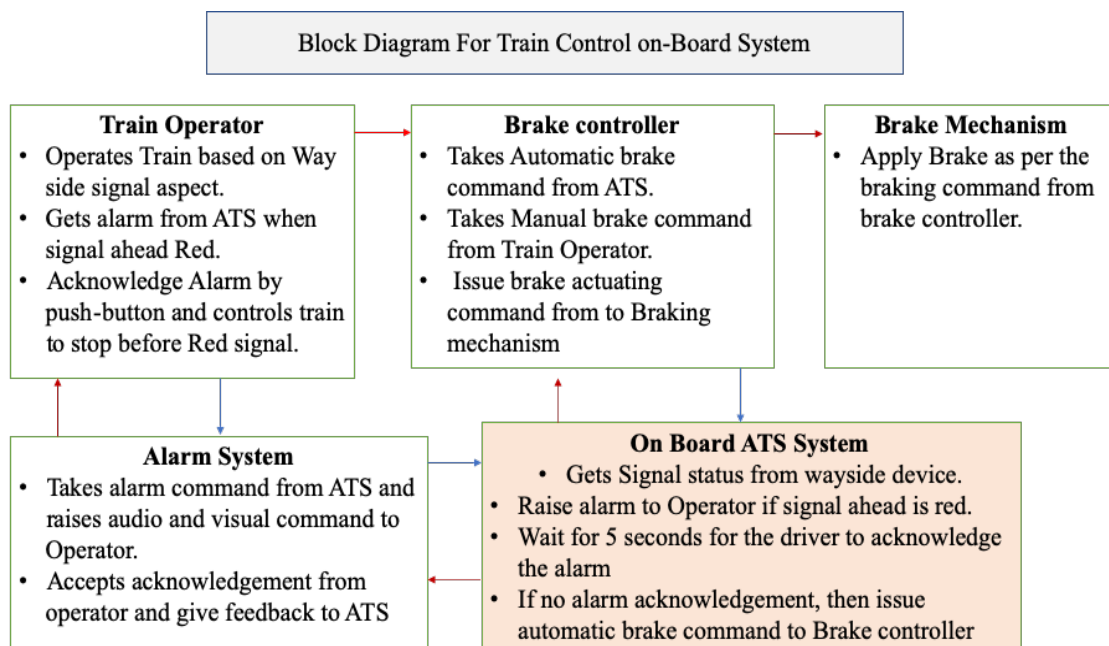 Block Diagram For Train Control on-Board System
Train Operator
• Operates Train based on Way
side signal aspect.
• Gets alarm from ATS when
signal ahead Red.
• Acknowledge Alarm by
push-button and controls train
to stop before Red signal.
Brake controller
• Takes Automatic brake
command from ATS.
• Takes Manual brake command
from Train Operator.
• Issue brake actuating
command from to Braking
mechanism
Brake Mechanism
• Apply Brake as per the
braking command from
brake controller.
Alarm System
• Takes alarm command from ATS and
raises audio and visual command to
Operator.
• Accepts acknowledgement from
operator and give feedback to ATS
On Board ATS System
• Gets Signal status from wayside device.
• Raise alarm to Operator if signal ahead is red.
• Wait for 5 seconds for the driver to acknowledge
the alarm
• If no alarm acknowledgement, then issue
automatic brake command to Brake controller